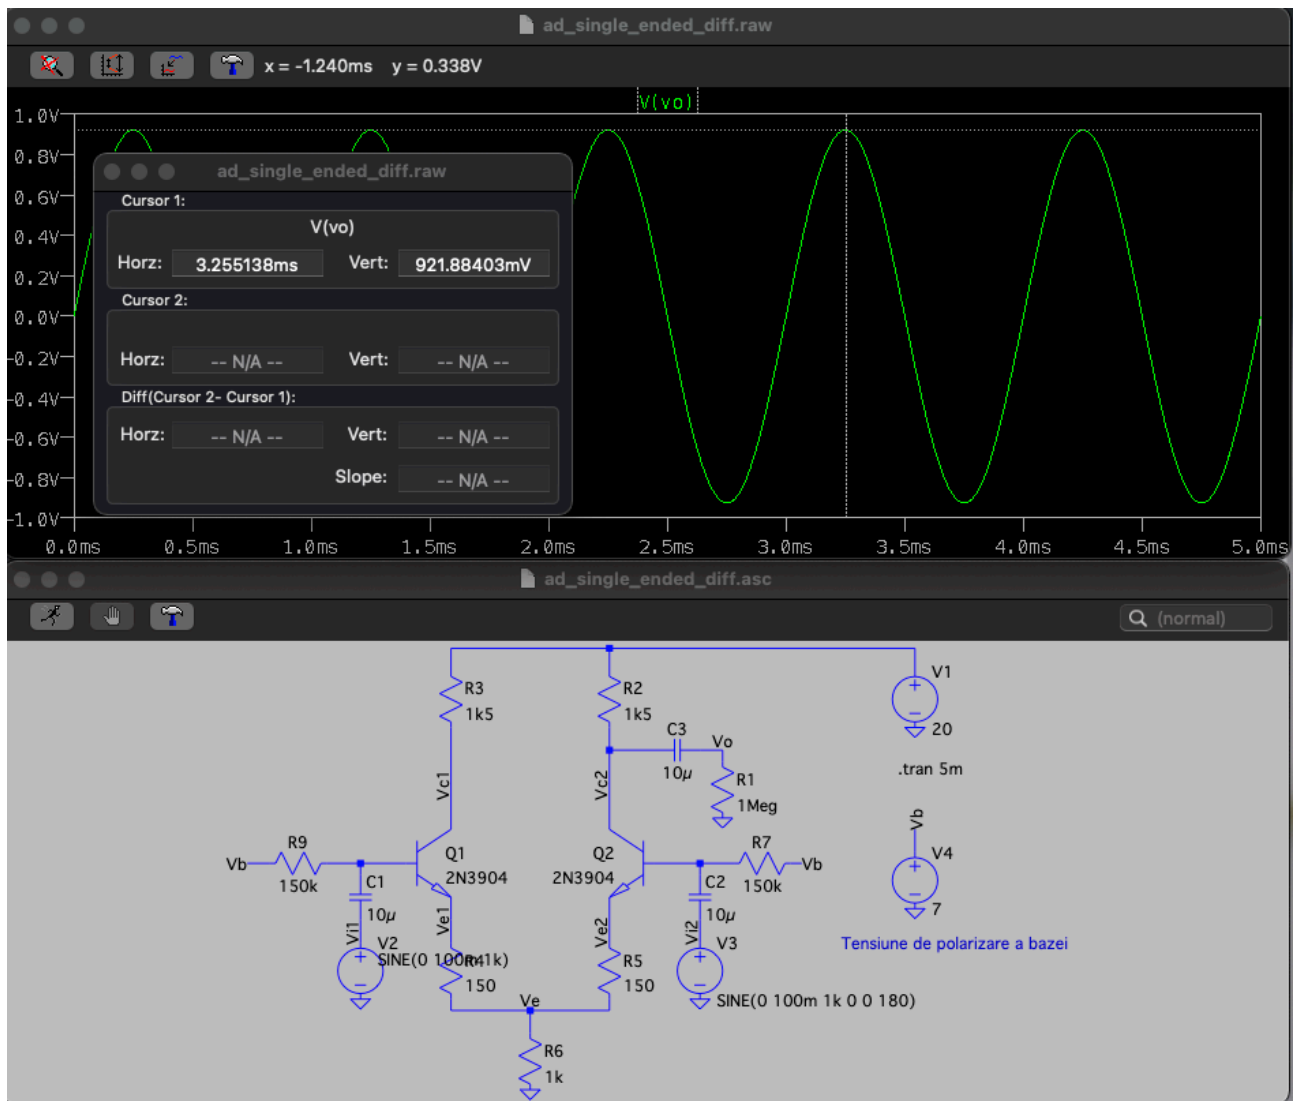 ad_single_ended_diff.raw
x = -1.240ms y = 0.338V
V(vo)
1.0V
0.8V
0.6V
0.4V
0.2V
0.0V
-0.2V
-0.4V
-0.6V
-0.8V
-1.0V
ad_single_ended_diff.raw
Cursor 1:
V(vo)
Horz: 3.255138ms Vert: 921.88403mV
Cursor 2:
Horz: -- N/A -- Vert: -- N/A --
Diff(Cursor 2- Cursor 1):
Horz: -- N/A -- Vert: -- N/A --
Slope: -- N/A --
0.0ms 0.5ms 1.0ms 1.5ms 2.0ms 2.5ms 3.0ms 3.5ms 4.0ms 4.5ms 5.0ms
ad_single_ended_diff.asc
(normal)
R3
1k5
R2
1k5
V1
20
C3
10µ
Vo
R1
1Meg
.tran 5m
Vc1
Vc2
Vb
R9
150k
Q1
2N3904
Q2
2N3904
R7
150k
Vb
Vb
V4
7
C1
10µ
C2
10µ
Ve1
Ve2
Vi1
Vi2
V2
SINE(0 100m 1k)
V3
SINE(0 100m 1k 0 0 180)
Tensiune de polarizare a bazei
R4
150
R5
150
Ve
R6
1k